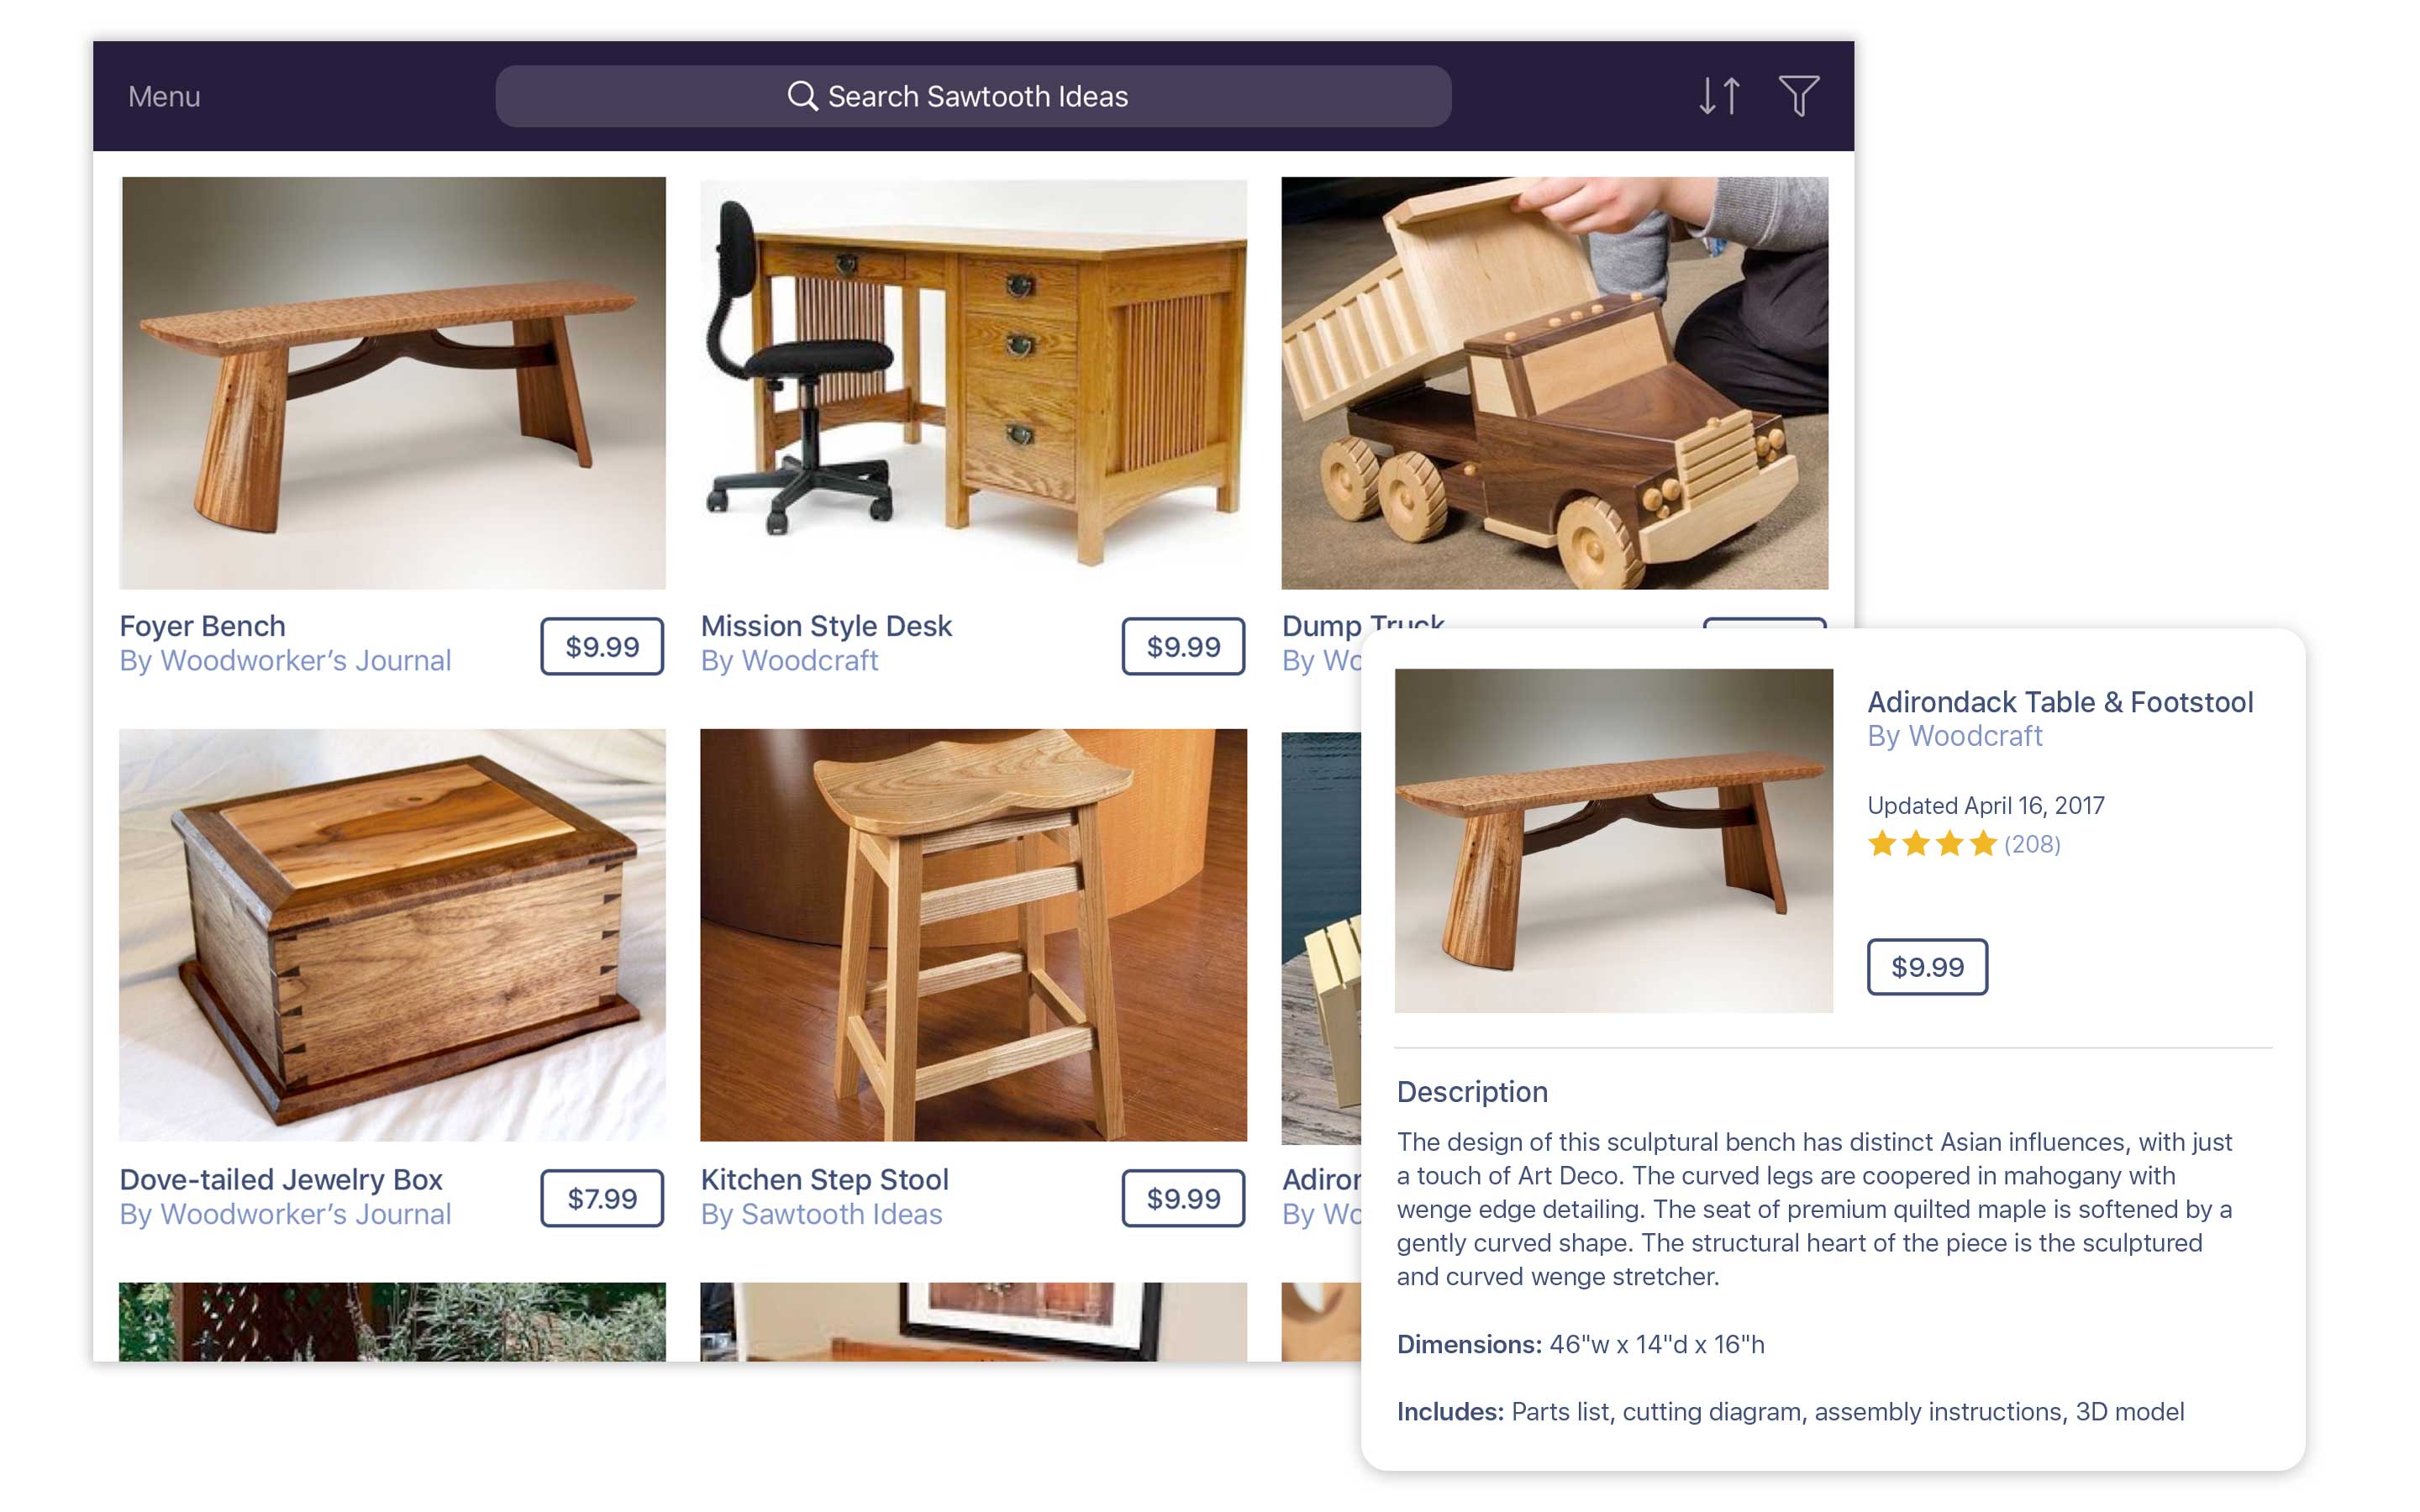 Menu
Search Sawtooth Ideas
Foyer Bench
By Woodworker’s Journal
$9.99
Mission Style Desk
By Woodcraft
$9.99
Dump Truck
By
Dove-tailed Jewelry Box
By Woodworker’s Journal
$7.99
Kitchen Step Stool
By Sawtooth Ideas
$9.99
By
Adirondack Table & Footstool
By Woodcraft
Updated April 16, 2017
(208)
$9.99
Description
The design of this sculptural bench has distinct Asian influences, with just
a touch of Art Deco. The curved legs are coopered in mahogany with
wenge edge detailing. The seat of premium quilted maple is softened by a
gently curved shape. The structural heart of the piece is the sculptured
and curved wenge stretcher.
Dimensions: 46"w x 14"d x 16"h
Includes: Parts list, cutting diagram, assembly instructions, 3D model